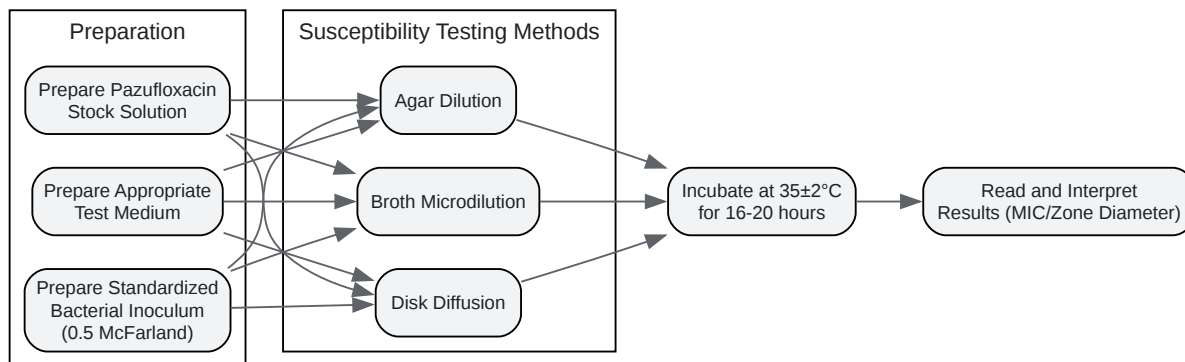 Preparation
Prepare Pazufloxacin
Stock Solution
Prepare Appropriate
Test Medium
Prepare Standardized
Bacterial Inoculum
(0.5 McFarland)
Susceptibility Testing Methods
Agar Dilution
Broth Microdilution
Disk Diffusion
Incubate at 35±2°C
for 16-20 hours
Read and Interpret
Results (MIC/Zone Diameter)